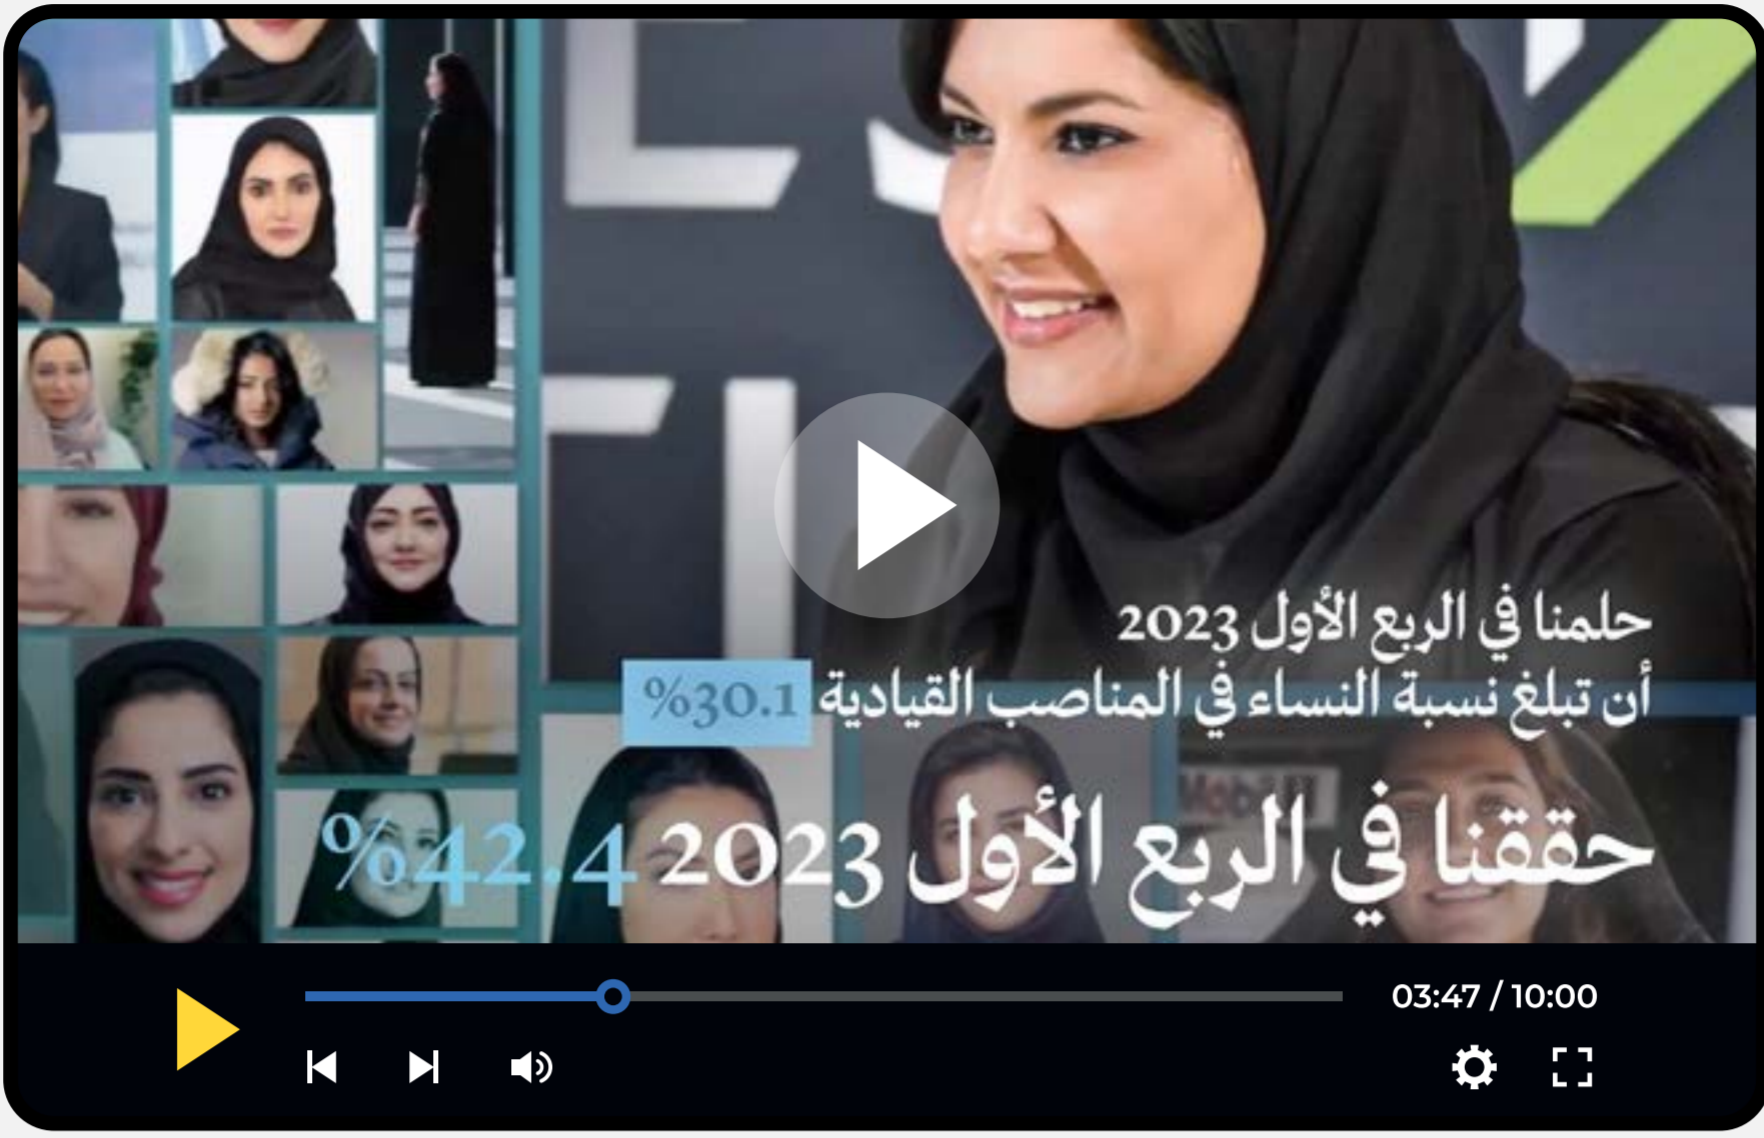 حلمنا في الربع الأول 2023
أن تبلغ نسبة النساء في المناصب القيادية %30.1
حققنا في الربع الأول 2023 %42.4
03:47 / 10:00